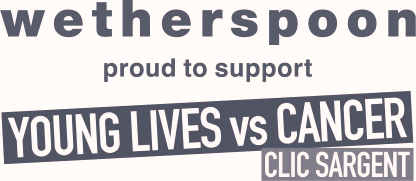 wetherspoon
proud to support
YOUNG LIVES vs CANCER
CLIC SARGENT